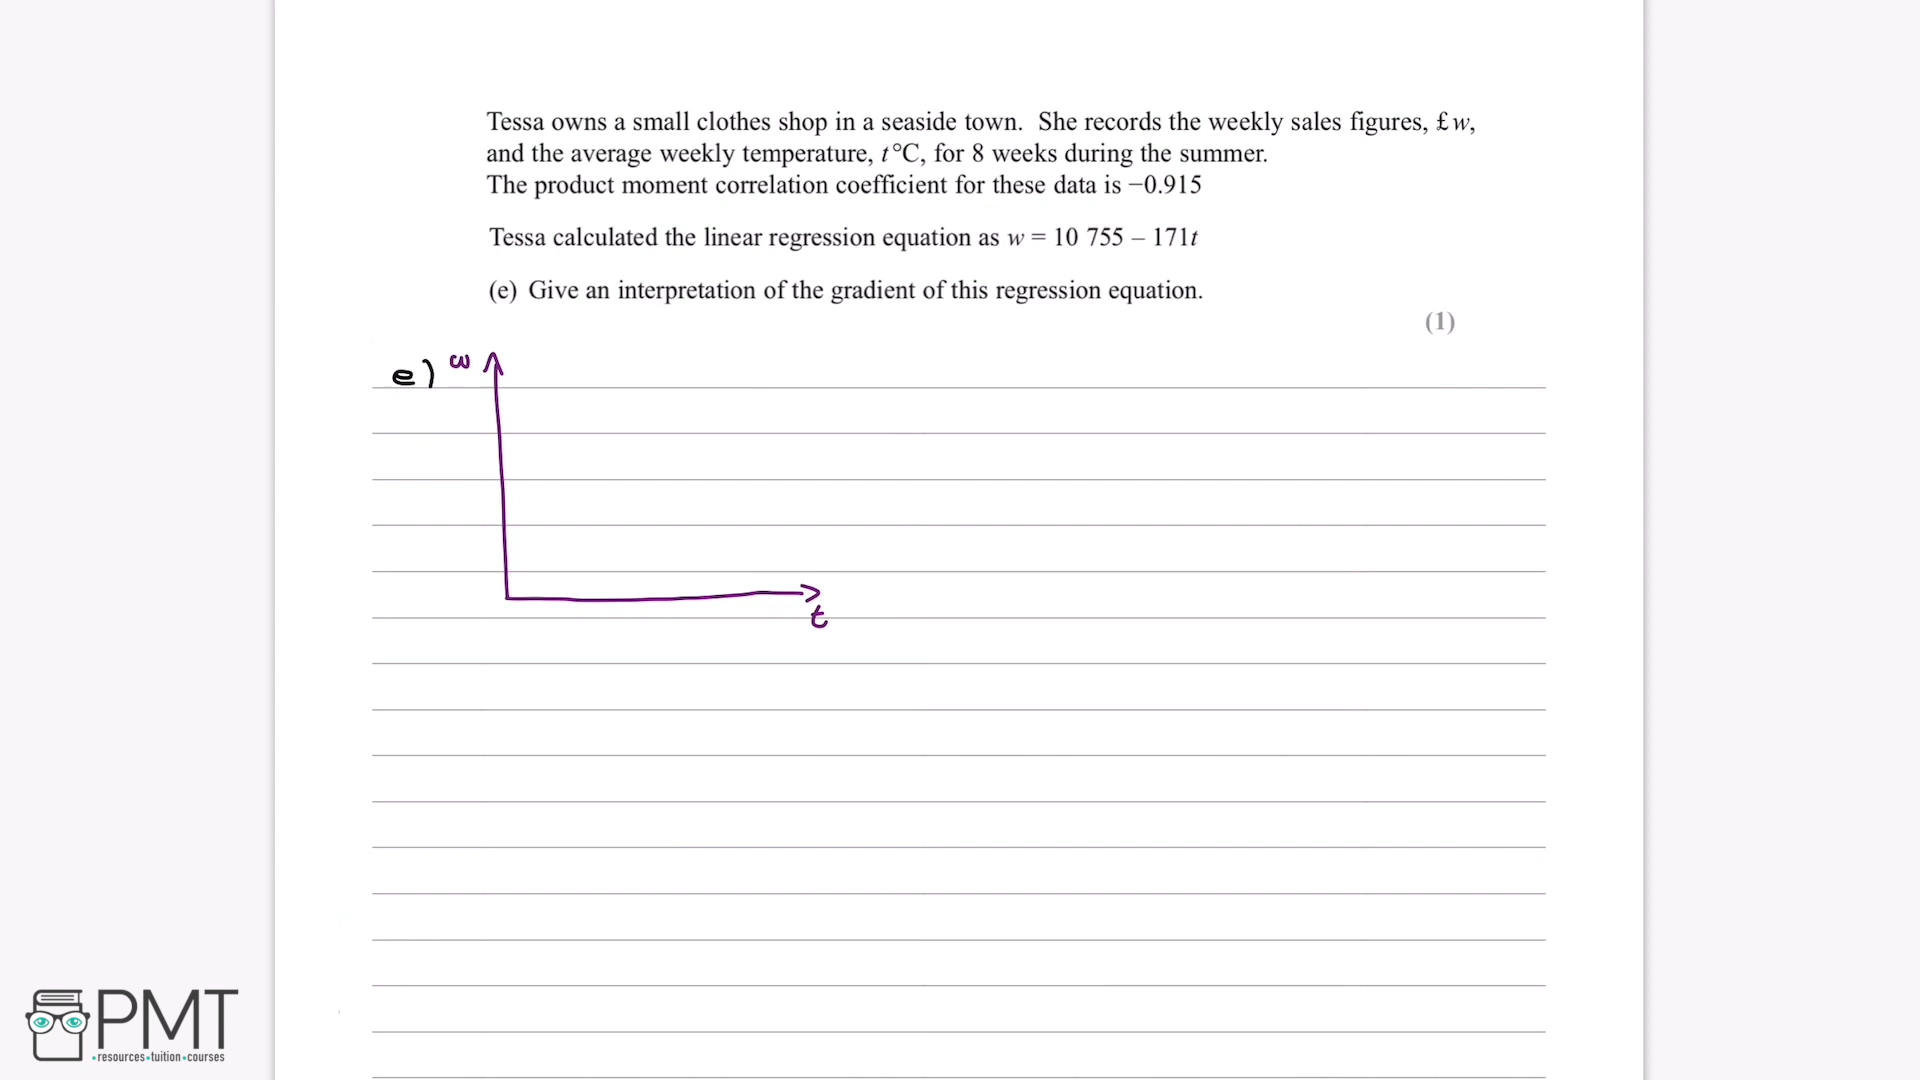 Tessa owns a small clothes shop in a seaside town. She records the weekly sales figures, £w,
and the average weekly temperature, t°C, for 8 weeks during the summer.
The product moment correlation coefficient for these data is −0.915
Tessa calculated the linear regression equation as w = 10 755 – 171t
(e) Give an interpretation of the gradient of this regression equation.
(1)
e) w
t
PMT
•resources•tuition•courses